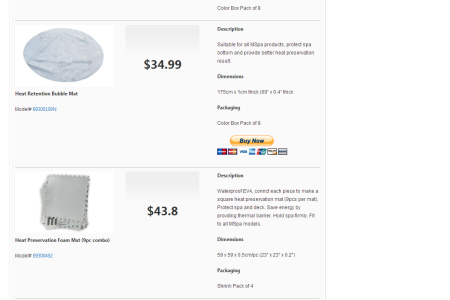 Color Box Pack of 8
Description
Suitable for all MSpa products, protect spa
bottom and provide better heat preservation
result
$34.99
Dimensions
175cm x 1cm thick (69" x 0.4" thick
Heat Retention Bubble Mat
Packaging
Color Box Pack of 8
Buy Now
Description
Waterproof EVA, connct each piece to make a
square heat preservation mat (9pcs per mat),
Protect spa and deck. Save energy by
providing thermal barrier. Hold spa firmly. Fit
to all MSpa models.
$43.8
Heat Preservation Foam Mat (9pc combo)
Dimensions
59 x 59 x 0.5cm/pc.(23" x 23" x 0.2")
Packaging
Shrink Pack of 4